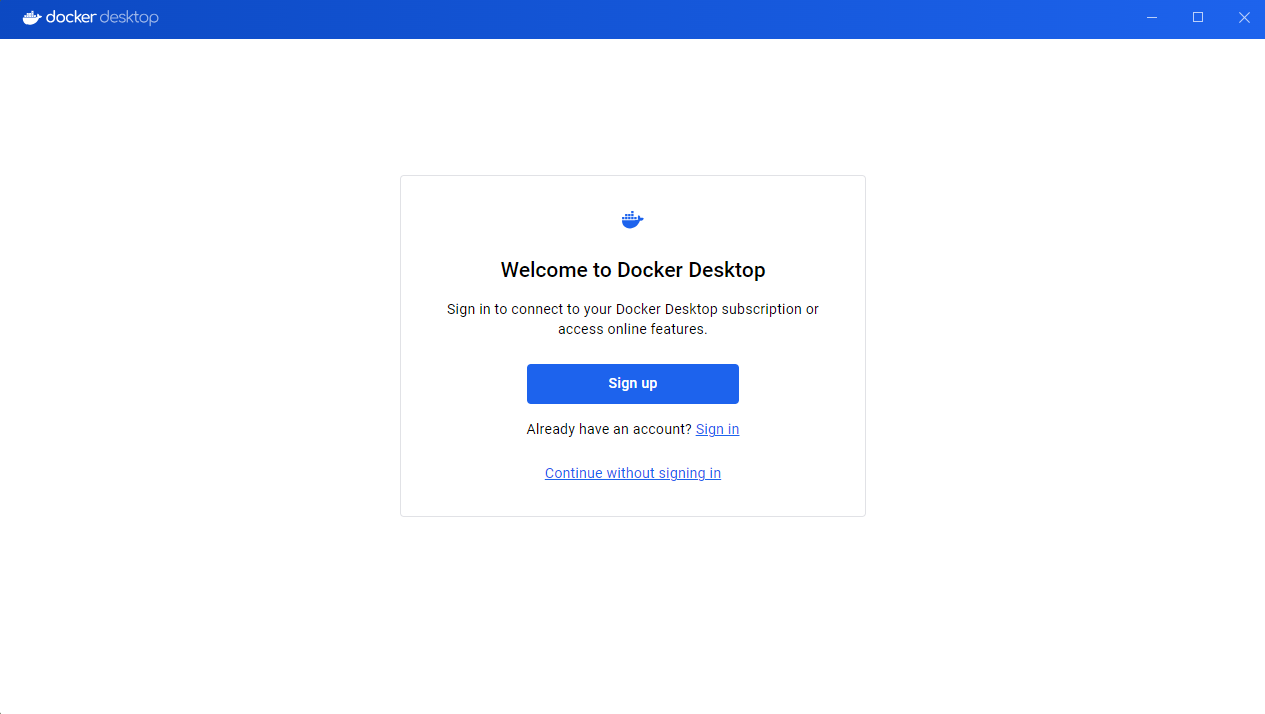 docker desktop
Welcome to Docker Desktop
Sign in to connect to your Docker Desktop subscription or
access online features.
Sign up
Already have an account? Sign in
Continue without signing in